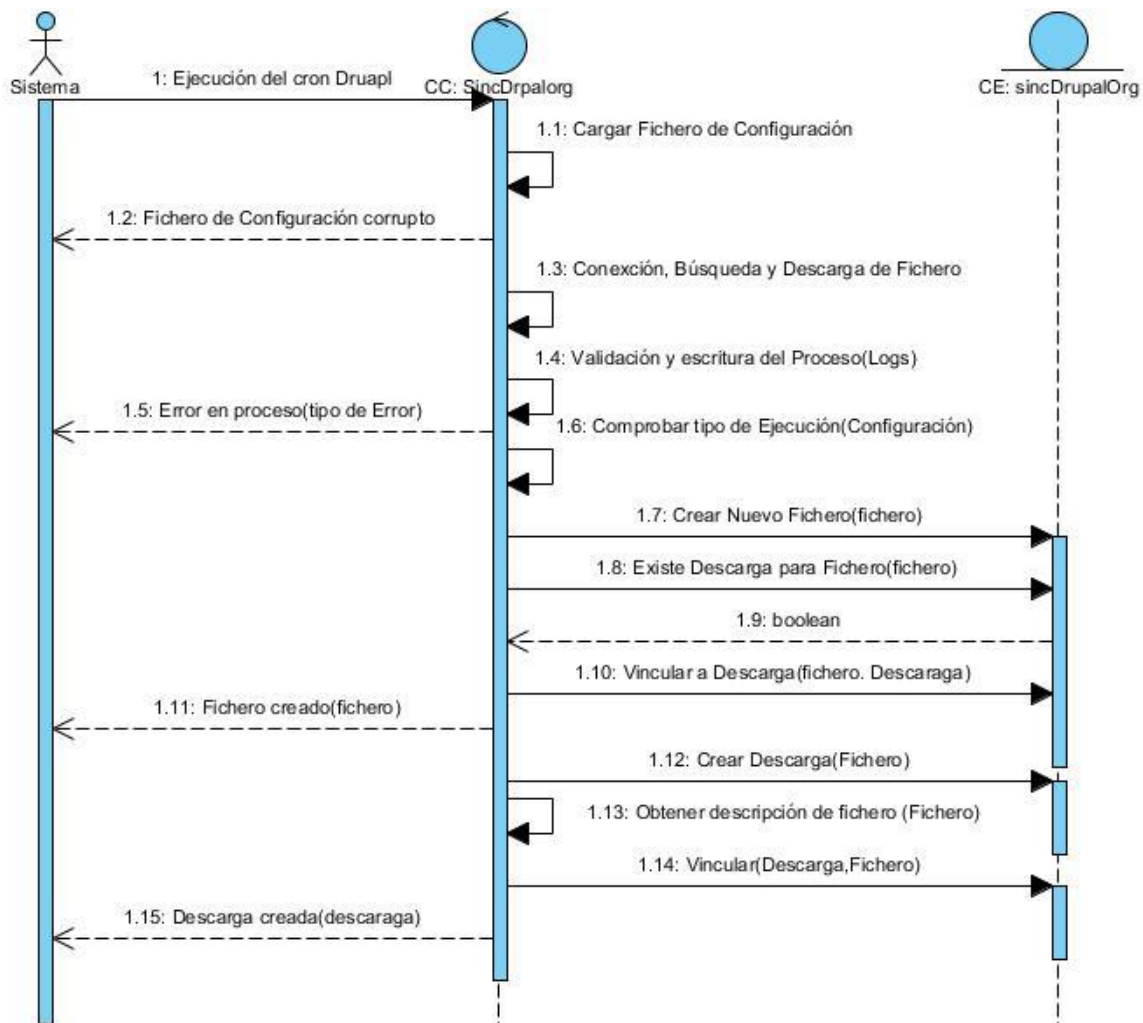 Sistema
CC: SincDrpalorg
CE: sincDrupalOrg
1: Ejecución del cron Druapl
1.1: Cargar Fichero de Configuración
1.2: Fichero de Configuración corrupto
1.3: Conexción, Búsqueda y Descarga de Fichero
1.4: Validación y escritura del Proceso(Logs)
1.5: Error en proceso(tipo de Error)
1.6: Comprobar tipo de Ejecución(Configuración)
1.7: Crear Nuevo Fichero(fichero)
1.8: Existe Descarga para Fichero(fichero)
1.9: boolean
1.10: Vincular a Descarga(fichero. Descaraga)
1.11: Fichero creado(fichero)
1.12: Crear Descarga(Fichero)
1.13: Obtener descripción de fichero (Fichero)
1.14: Vincular(Descarga,Fichero)
1.15: Descarga creada(descaraga)